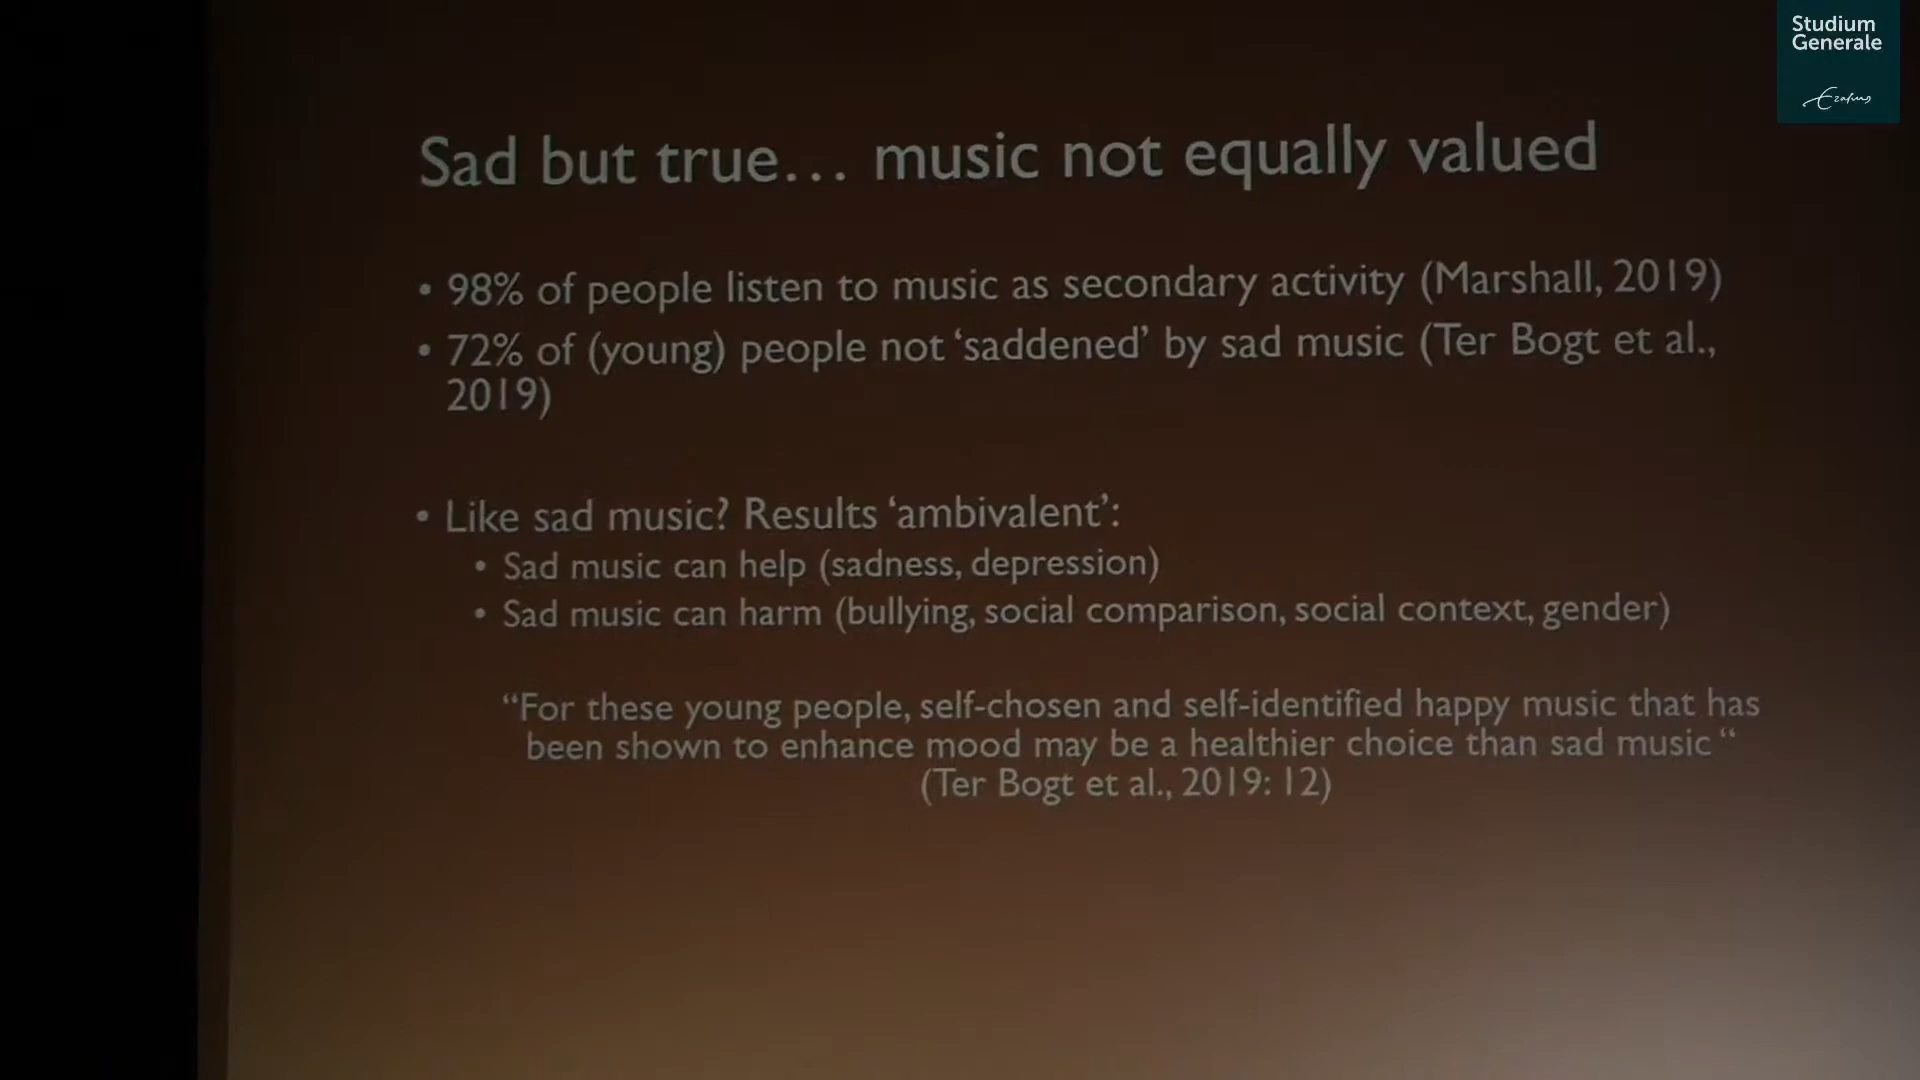 Studium
Generale
Erasmus
Sad but true... music not equally valued
• 98% of people listen to music as secondary activity (Marshall, 2019)
• 72% of (young) people not ‘saddened’ by sad music (Ter Bogt et al.,
2019)
• Like sad music? Results ‘ambivalent’:
• Sad music can help (sadness, depression)
• Sad music can harm (bullying, social comparison, social context, gender)
“For these young people, self-chosen and self-identified happy music that has
been shown to enhance mood may be a healthier choice than sad music“
(Ter Bogt et al., 2019: 12)